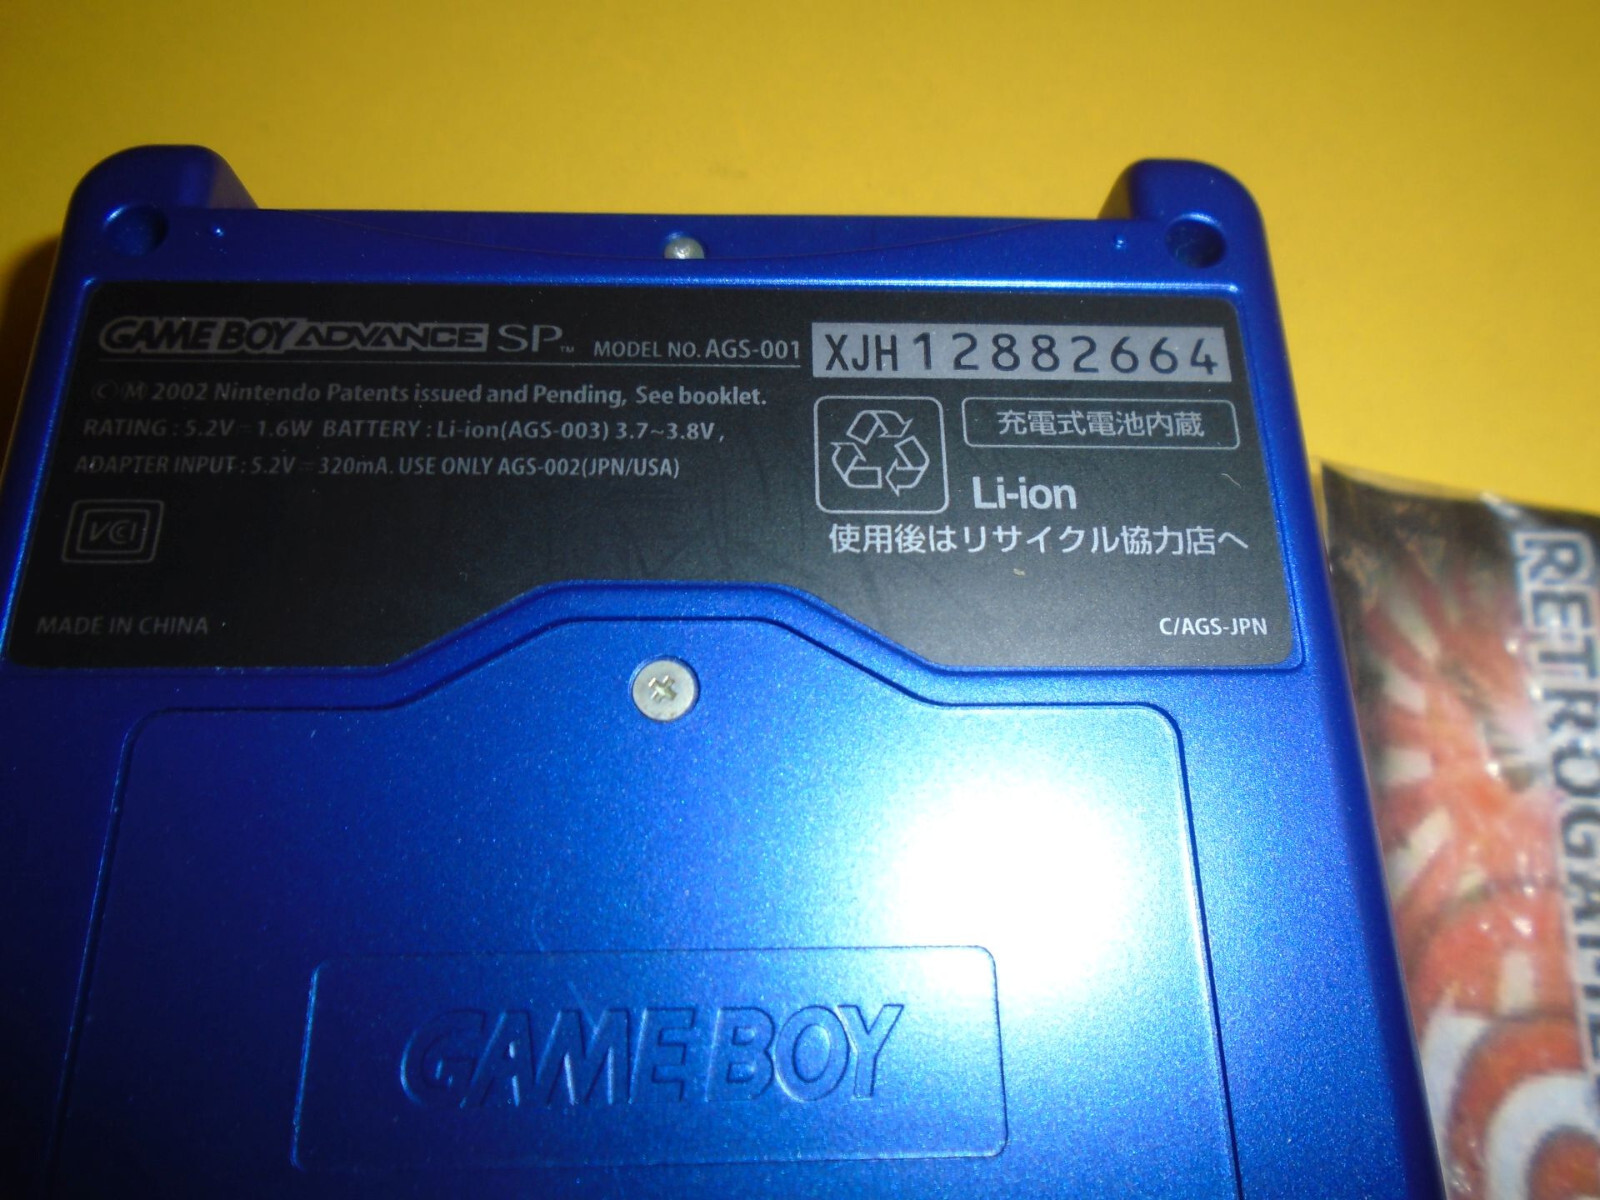 GAME BOY ADVANCE SP™ MODEL NO. AGS-001
XJH12882664
ⒸⓂ 2002 Nintendo Patents issued and Pending, See booklet.
RATING : 5.2V⎓1.6W BATTERY : Li-ion(AGS-003) 3.7~3.8V,
ADAPTER INPUT : 5.2V⎓320mA. USE ONLY AGS-002(JPN/USA)
充電式電池内蔵
Li-ion
使用後はリサイクル協力店へ
VCI
MADE IN CHINA
C/AGS-JPN
GAME BOY
RETROGAME